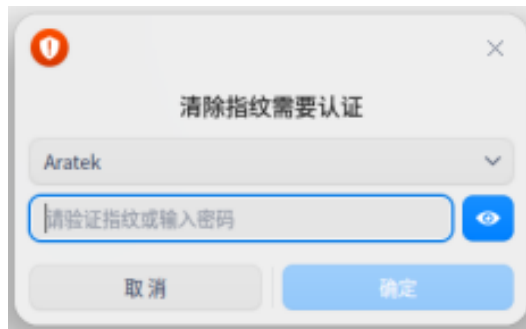 清除指纹需要认证
Aratek
请验证指纹或输入密码
取消
确定